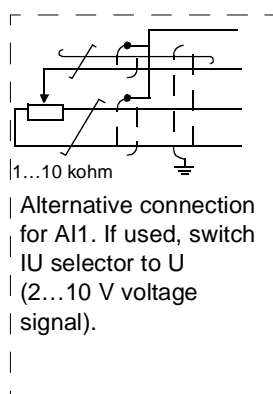 1…10 kohm
Alternative connection
for AI1. If used, switch
IU selector to U
(2…10 V voltage
signal).